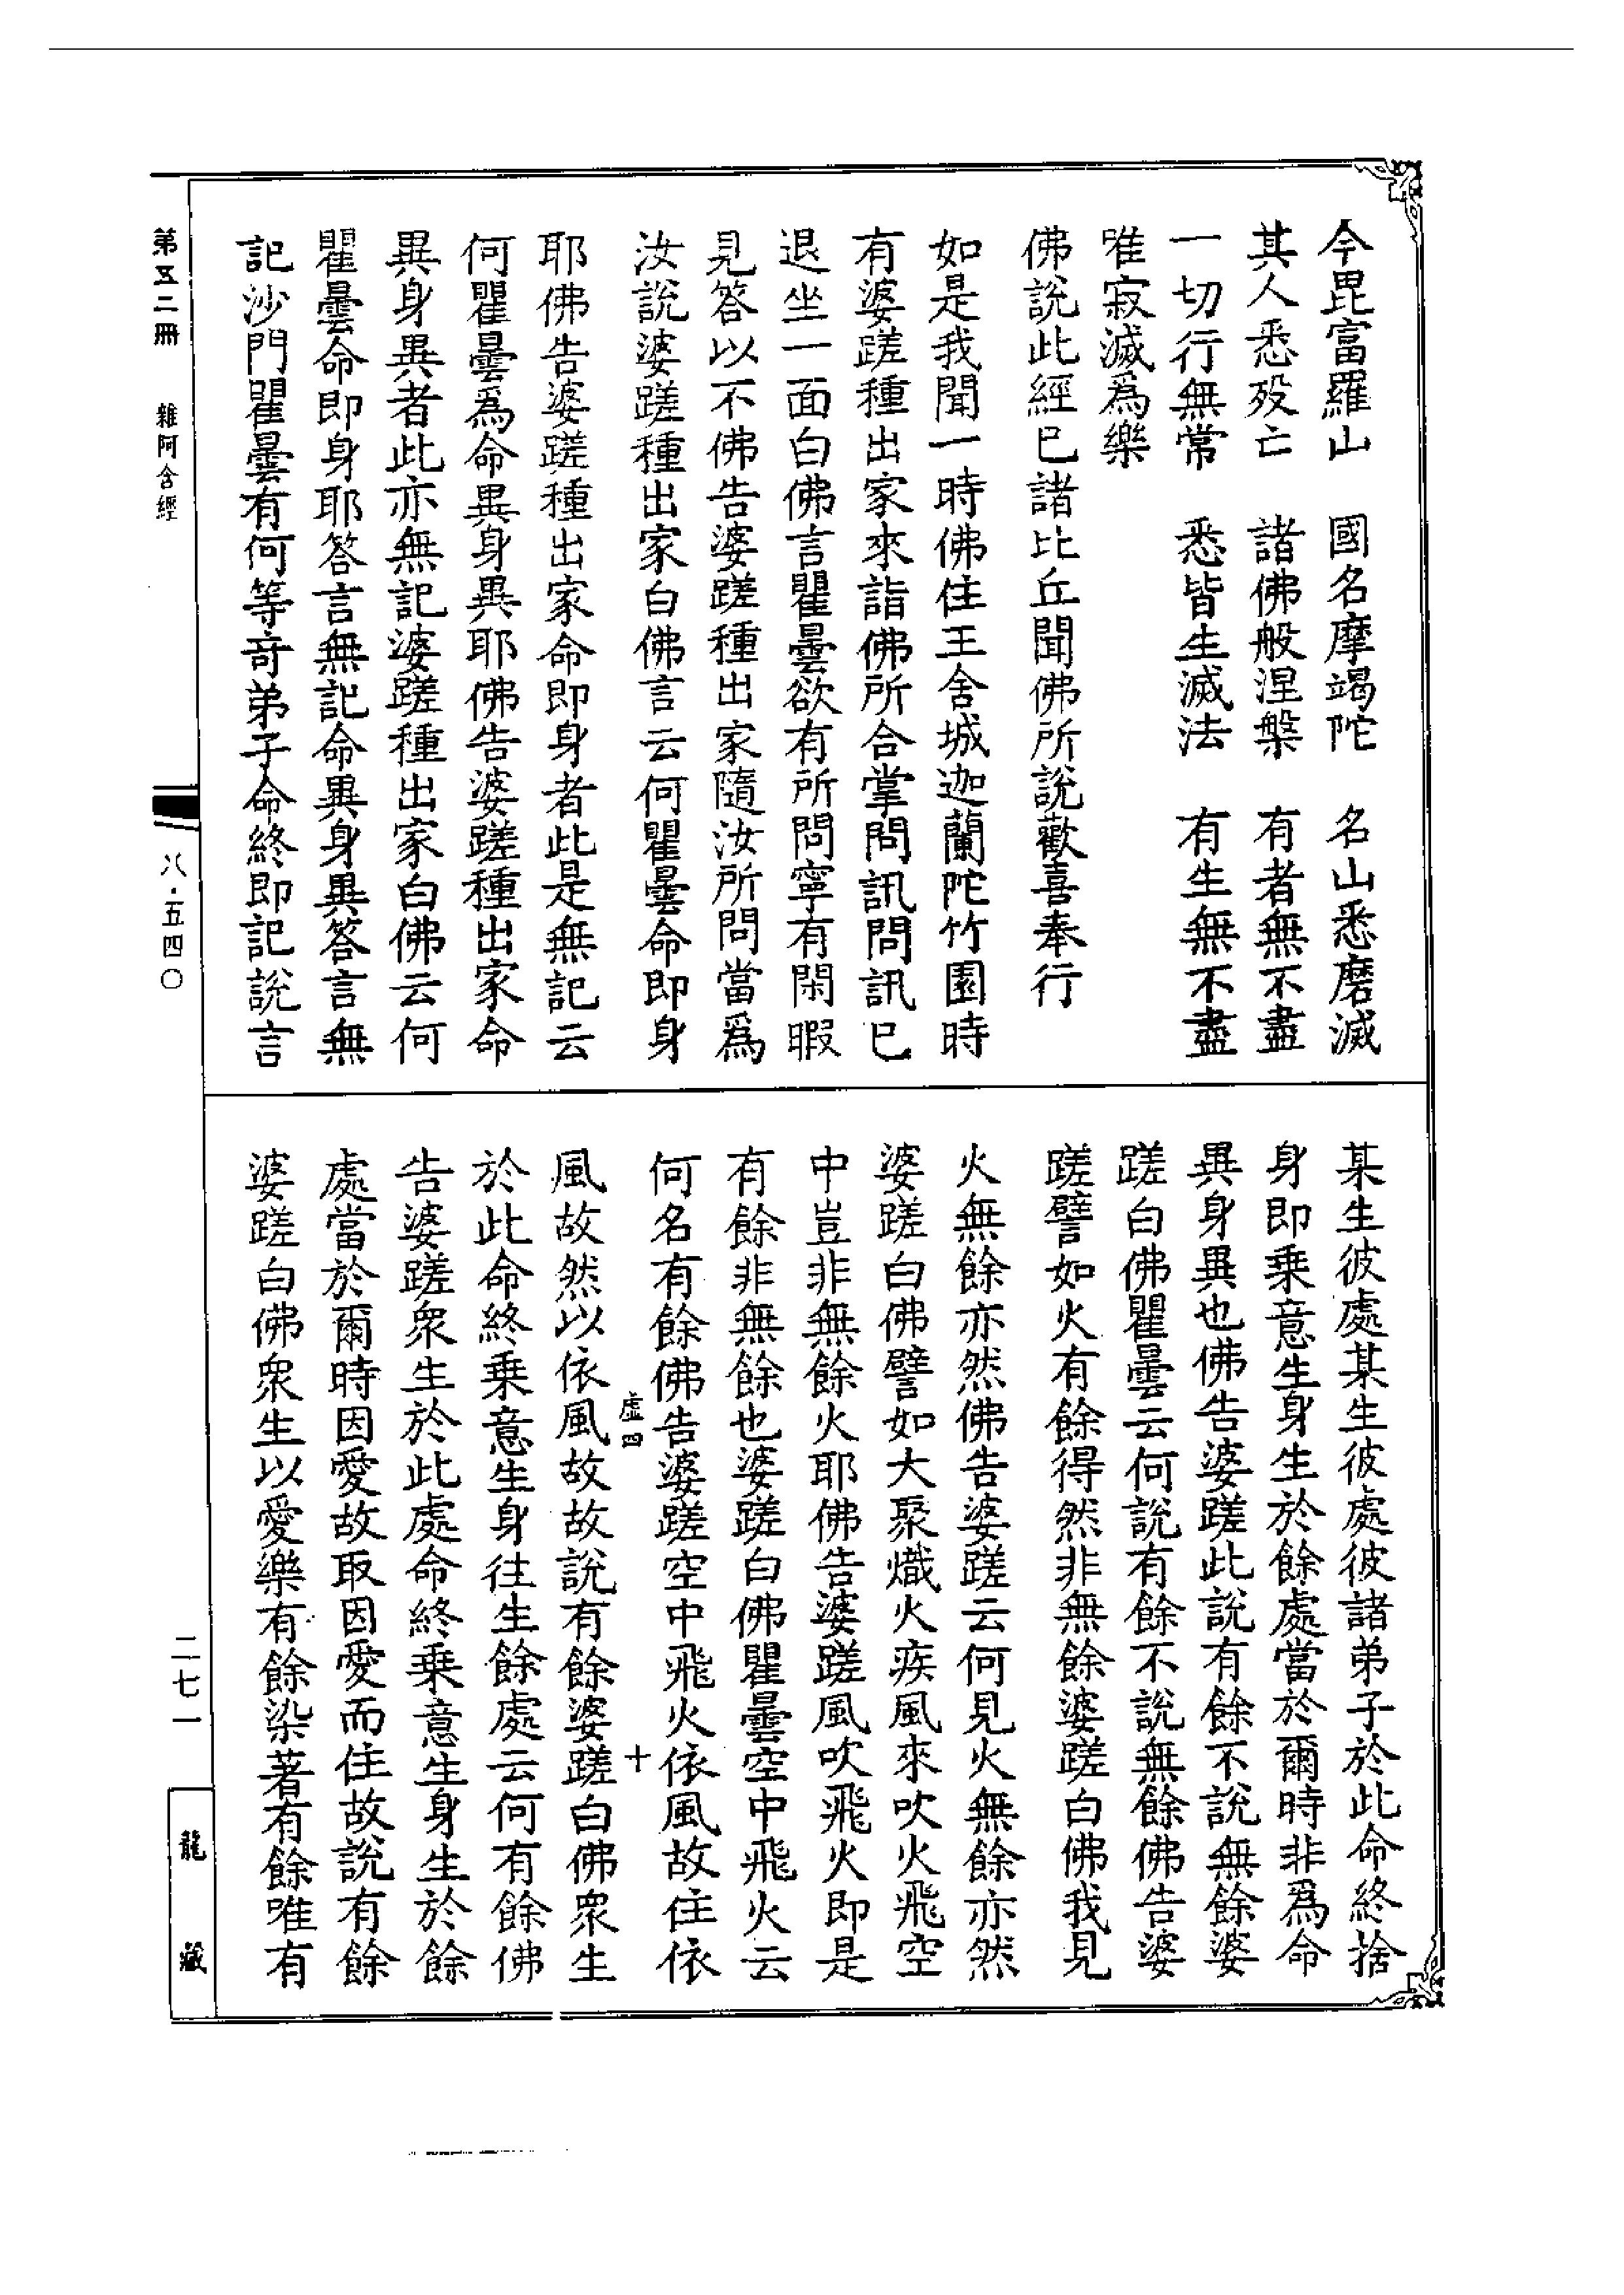 今毘富羅山　國名摩竭陀　名山悉磨滅
其人悉歿亡　諸佛般涅槃　有者無不盡
一切行無常　悉皆生滅法　有生無不盡
唯寂滅爲樂
佛說此經已諸比丘聞佛所說歡喜奉行
如是我聞一時佛住王舍城迦蘭陀竹園時
有婆蹉種出家來詣佛所合掌問訊問訊已
退坐一面白佛言瞿曇欲有所問寧有閑暇
見答以不佛告婆蹉種出家隨汝所問當爲
汝說婆蹉種出家白佛言云何瞿曇命即身
耶佛告婆蹉種出家命即身者此是無記云
何瞿曇爲命異身異耶佛告婆蹉種出家命
異身異者此亦無記婆蹉種出家白佛云何
瞿曇命即身耶答言無記命異身異答言無
記沙門瞿曇有何等奇弟子命終即記說言
某生彼處某生彼處彼諸弟子於此命終捨
身即乗意生身生於餘處當於爾時非爲命
異身異也佛告婆蹉此說有餘不說無餘婆
蹉白佛瞿曇云何說有餘不說無餘佛告婆
蹉譬如火有餘得然非無餘婆蹉白佛我見
火無餘亦然佛告婆蹉云何見火無餘亦然
婆蹉白佛譬如大聚熾火疾風來吹火飛空
中豈非無餘火耶佛告婆蹉風吹飛火即是
有餘非無餘也婆蹉白佛瞿曇空中飛火云
何名有餘佛告婆蹉空中飛火依風故住依
虛四　十
風故然以依風故故說有餘婆蹉白佛衆生
於此命終乗意生身往生餘處云何有餘佛
告婆蹉衆生於此處命終乗意生身生於餘
處當於爾時因愛故取因愛而住故說有餘
婆蹉白佛衆生以愛樂有餘染著有餘唯有
第五二冊　雜阿含經
八·五四〇
二七一
龍藏